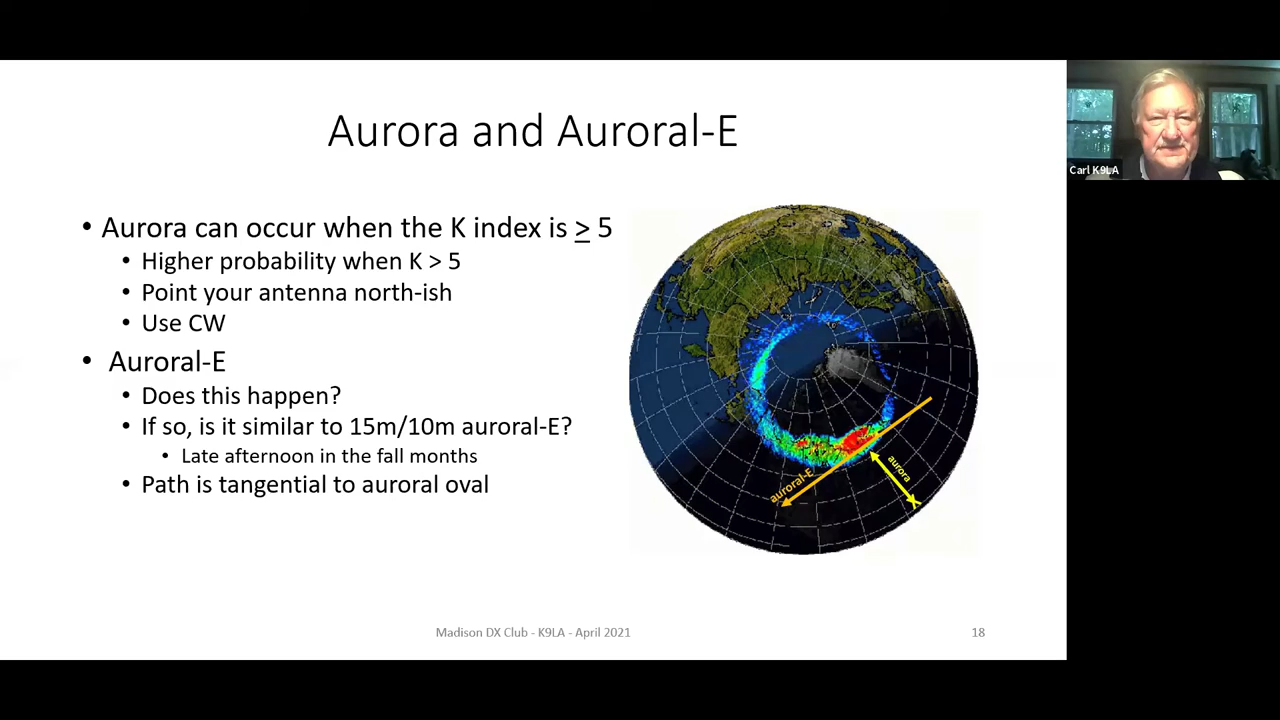 Aurora and Auroral-E
• Aurora can occur when the K index is ≥ 5
• Higher probability when K > 5
• Point your antenna north-ish
• Use CW
• Auroral-E
• Does this happen?
• If so, is it similar to 15m/10m auroral-E?
• Late afternoon in the fall months
• Path is tangential to auroral oval
auroral-E
aurora
Madison DX Club - K9LA - April 2021
18
Carl K9LA